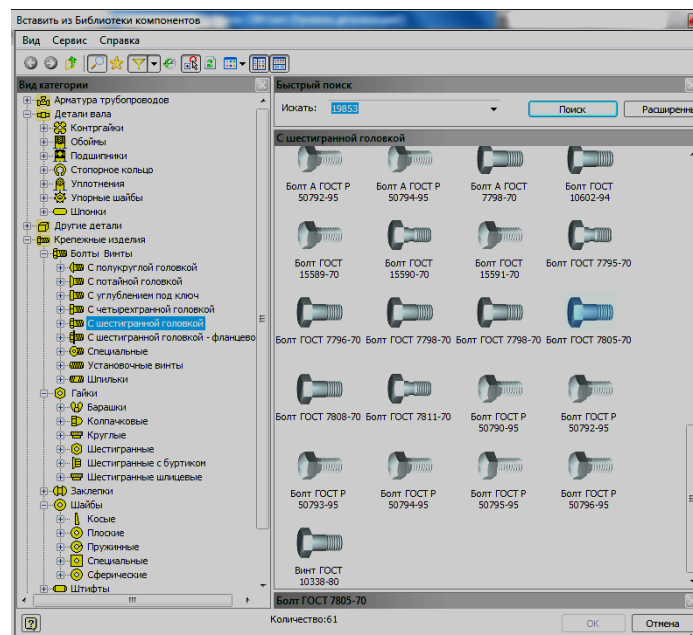 Вставить из Библиотеки компонентов
Вид Сервис Справка
Вид категории
Арматура трубопроводов
Детали вала
Контргайки
Обоймы
Подшипники
Стопорное кольцо
Уплотнения
Упорные шайбы
Шпонки
Другие детали
Крепежные изделия
Болты Винты
С полукруглой головкой
С потайной головкой
С углублением под ключ
С четырехгранной головкой
С шестигранной головкой
С шестигранной головкой - фланцево
Специальные
Установочные винты
Шпильки
Гайки
Барашки
Колпачковые
Круглые
Шестигранные
Шестигранные с буртиком
Шестигранные шлицевые
Заклепки
Шайбы
Косые
Плоские
Пружинные
Специальные
Сферические
Штифты
Быстрый поиск
Искать: 19853 Поиск Расширенны
С шестигранной головкой
Болт А ГОСТ Р Болт А ГОСТ Р Болт А ГОСТ Болт ГОСТ
50792-95 50794-95 7798-70 10602-94
Болт ГОСТ Болт ГОСТ Болт ГОСТ Болт ГОСТ 7795-70
15589-70 15590-70 15591-70
Болт ГОСТ 7796-70 Болт ГОСТ 7798-70 Болт ГОСТ 7798-70 Болт ГОСТ 7805-70
Болт ГОСТ 7808-70 Болт ГОСТ 7811-70 Болт ГОСТ Р Болт ГОСТ Р
50790-95 50792-95
Болт ГОСТ Р Болт ГОСТ Р Болт ГОСТ Р Болт ГОСТ Р
50793-95 50794-95 50795-95 50796-95
Винт ГОСТ
10338-80
Болт ГОСТ 7805-70
Количество:61 ОК Отмена